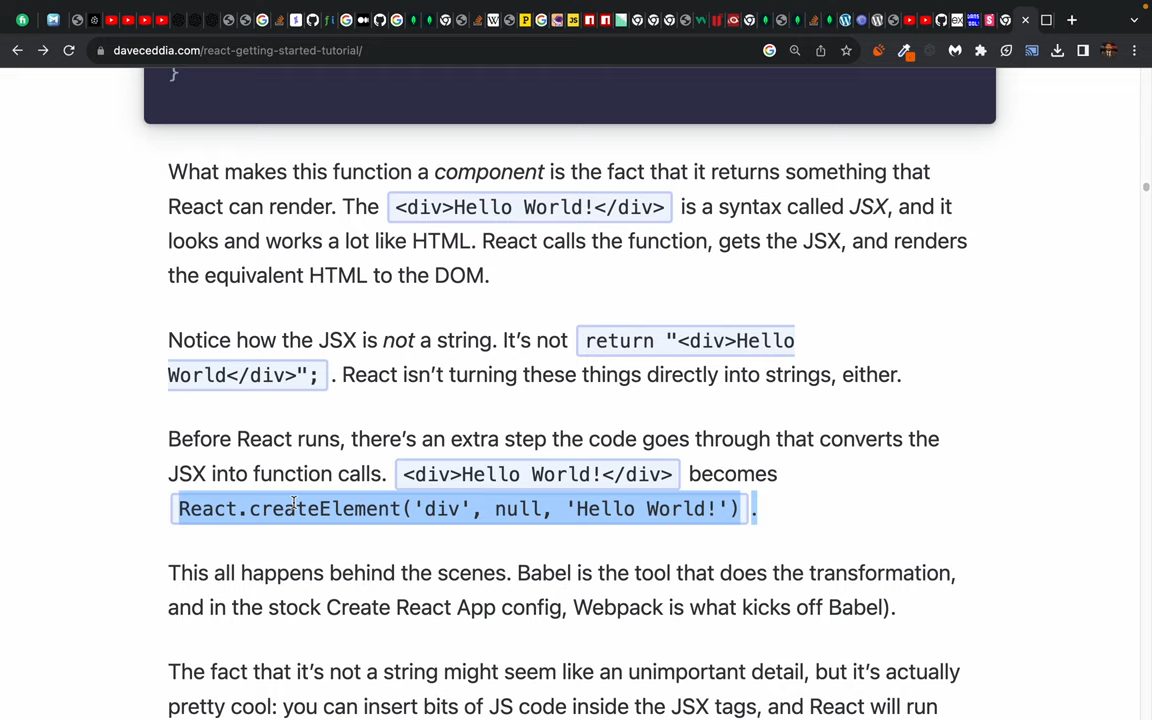 daveceddia.com/react-getting-started-tutorial/
}
What makes this function a component is the fact that it returns something that
React can render. The <div>Hello World!</div> is a syntax called JSX, and it
looks and works a lot like HTML. React calls the function, gets the JSX, and renders
the equivalent HTML to the DOM.
Notice how the JSX is not a string. It’s not return "<div>Hello
World</div>"; . React isn’t turning these things directly into strings, either.
Before React runs, there’s an extra step the code goes through that converts the
JSX into function calls. <div>Hello World!</div> becomes
React.createElement('div', null, 'Hello World!') .
This all happens behind the scenes. Babel is the tool that does the transformation,
and in the stock Create React App config, Webpack is what kicks off Babel).
The fact that it’s not a string might seem like an unimportant detail, but it’s actually
pretty cool: you can insert bits of JS code inside the JSX tags, and React will run